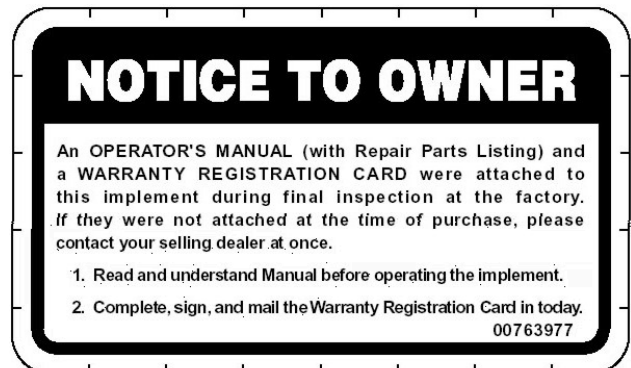 NOTICE TO OWNER
An OPERATOR'S MANUAL (with Repair Parts Listing) and
a WARRANTY REGISTRATION CARD were attached to
this implement during final inspection at the factory.
If they were not attached at the time of purchase, please
contact your selling dealer at once.
1. Read and understand Manual before operating the implement.
2. Complete, sign, and mail the Warranty Registration Card in today.
00763977